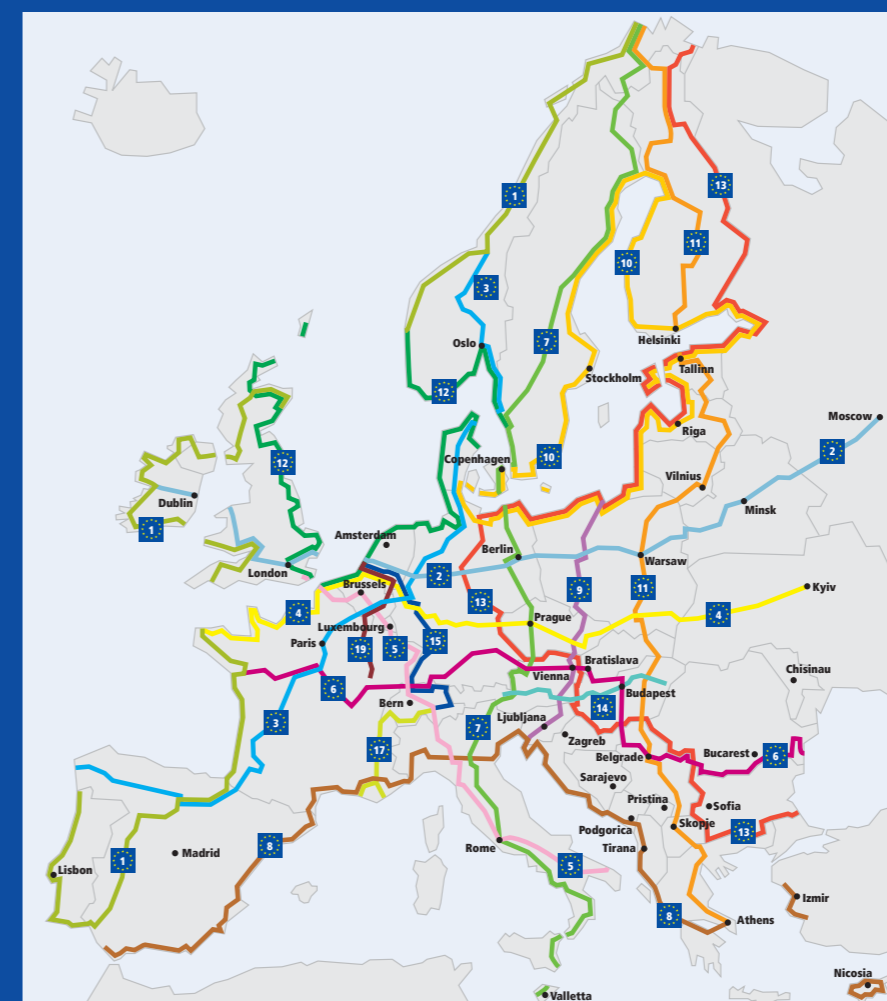 1
13
11
10
3
Oslo
7
Helsinki
Tallinn
Stockholm
12
Riga
Moscow
2
12
Copenhagen
10
Vilnius
Minsk
Dublin
1
Amsterdam
Berlin
Warsaw
London
2
Brussels
9
11
Kyiv
4
13
4
Prague
Luxembourg
Paris
19
5
15
Bratislava
Vienna
Chisinau
6
Budapest
Bern
14
3
7
Ljubljana
Zagreb
17
Belgrade
Bucarest
6
Sarajevo
Pristina
Sofia
Skopje
13
Podgorica
Tirana
Rome
8
Madrid
1
Lisbon
5
Izmir
8
Athens
Nicosia
Valletta